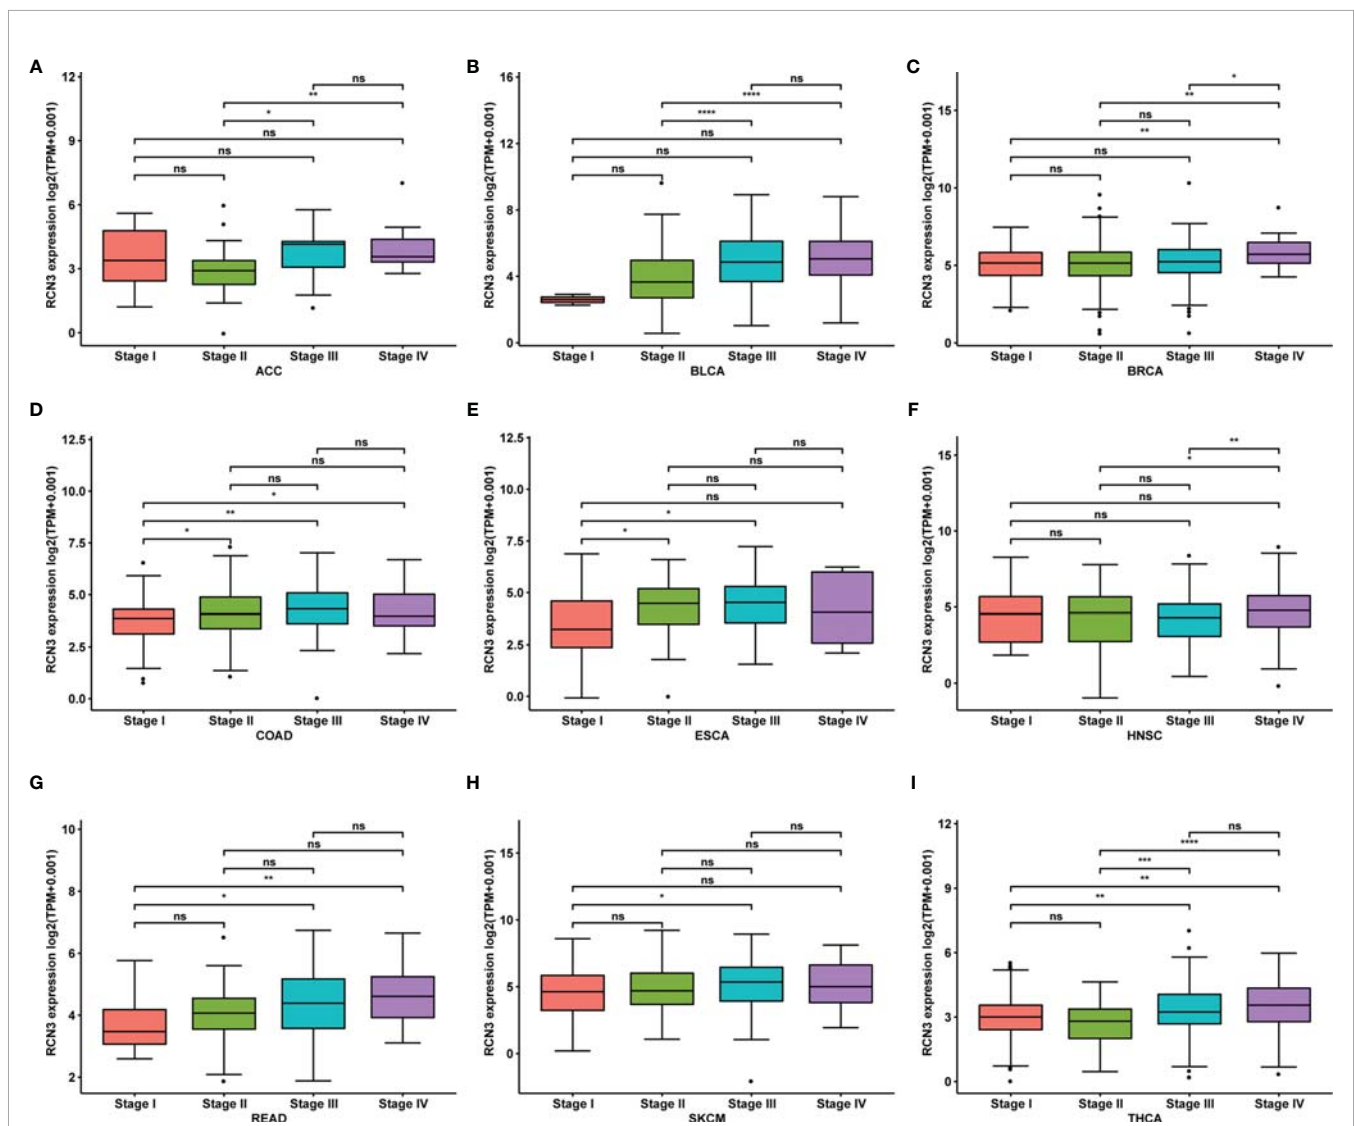 A
RCN3 expression log2(TPM+0.001)
12
9
6
3
0
ns
**
*
ns
ns
ns
Stage I Stage II Stage III Stage IV
ACC
B
RCN3 expression log2(TPM+0.001)
16
12
8
4
0
ns
****
****
ns
ns
ns
Stage I Stage II Stage III Stage IV
BLCA
C
RCN3 expression log2(TPM+0.001)
15
10
5
0
*
**
ns
**
ns
ns
Stage I Stage II Stage III Stage IV
BRCA
D
RCN3 expression log2(TPM+0.001)
12.5
10.0
7.5
5.0
2.5
0.0
ns
ns
ns
*
**
*
Stage I Stage II Stage III Stage IV
COAD
E
RCN3 expression log2(TPM+0.001)
12.5
10.0
7.5
5.0
2.5
0.0
ns
ns
ns
ns
*
*
Stage I Stage II Stage III Stage IV
ESCA
F
RCN3 expression log2(TPM+0.001)
15
10
5
0
**
*
ns
ns
ns
ns
Stage I Stage II Stage III Stage IV
HNSC
G
RCN3 expression log2(TPM+0.001)
10
8
6
4
2
ns
ns
ns
**
*
ns
Stage I Stage II Stage III Stage IV
READ
H
RCN3 expression log2(TPM+0.001)
15
10
5
0
ns
ns
ns
ns
*
ns
Stage I Stage II Stage III Stage IV
SKCM
I
RCN3 expression log2(TPM+0.001)
12
9
6
3
0
ns
****
***
**
**
ns
Stage I Stage II Stage III Stage IV
THCA